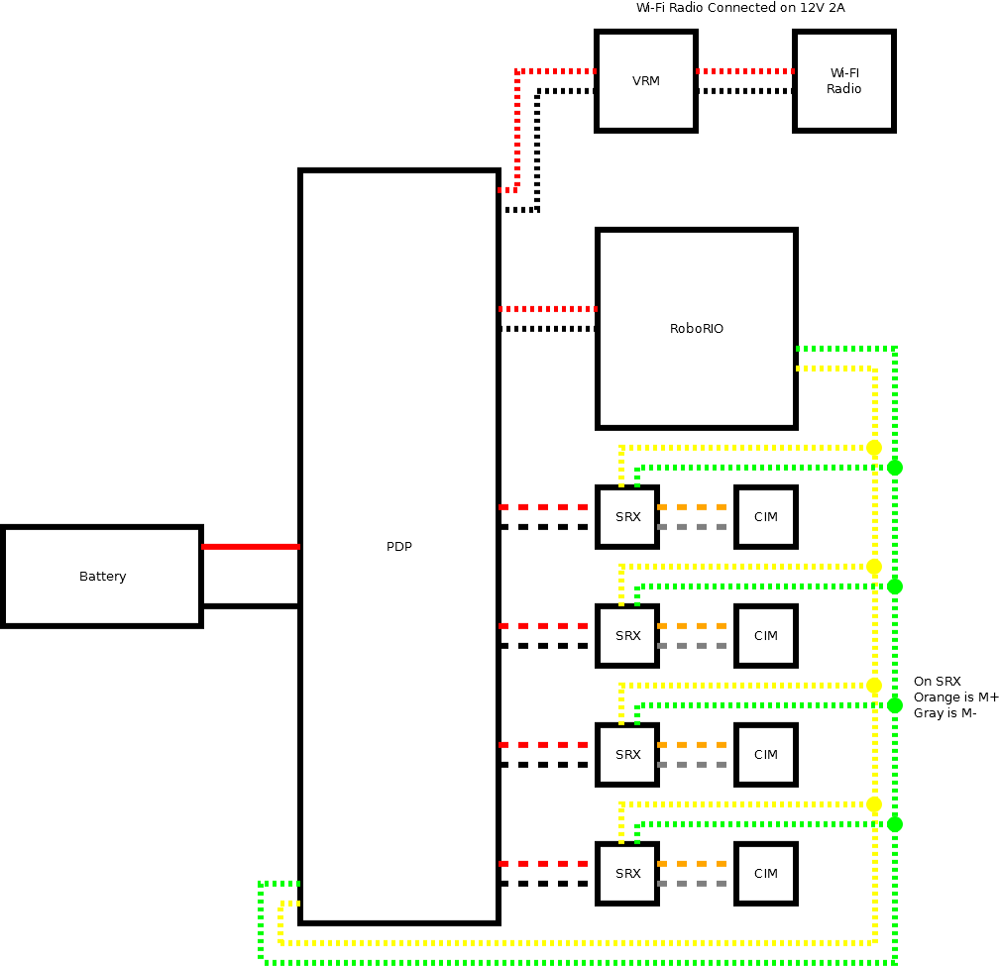 Wi-Fi Radio Connected on 12V 2A
VRM
Wi-FI
Radio
RoboRIO
SRX
CIM
Battery
PDP
SRX
CIM
On SRX
Orange is M+
Gray is M-
SRX
CIM
SRX
CIM